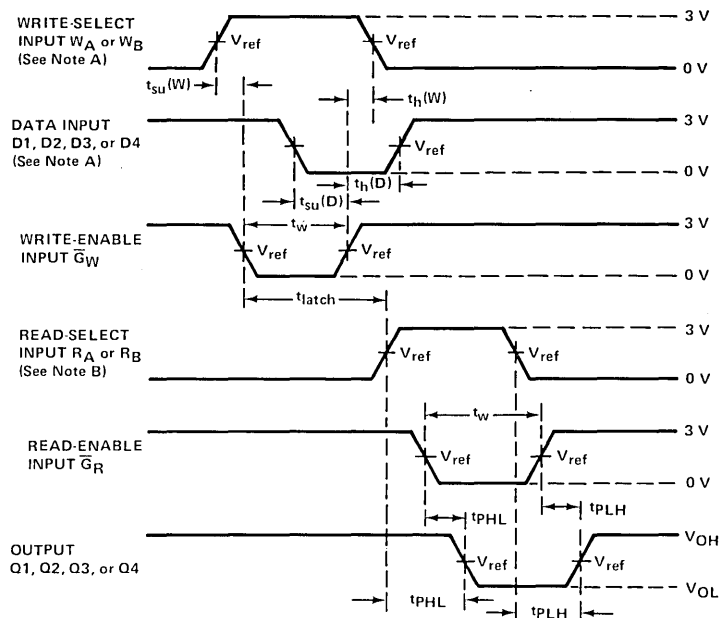 WRITE-SELECT
INPUT WA or WB
(See Note A)
Vref
Vref
3 V
0 V
tsu(W)
th(W)
DATA INPUT
D1, D2, D3, or D4
(See Note A)
Vref
3 V
0 V
th(D)
tsu(D)
tw
WRITE-ENABLE
INPUT G̅W
Vref
Vref
3 V
0 V
tlatch
READ-SELECT
INPUT RA or RB
(See Note B)
Vref
Vref
3 V
0 V
tw
READ-ENABLE
INPUT G̅R
Vref
Vref
3 V
0 V
tPHL
tPLH
OUTPUT
Q1, Q2, Q3, or Q4
Vref
Vref
VOH
VOL
tPHL
tPLH